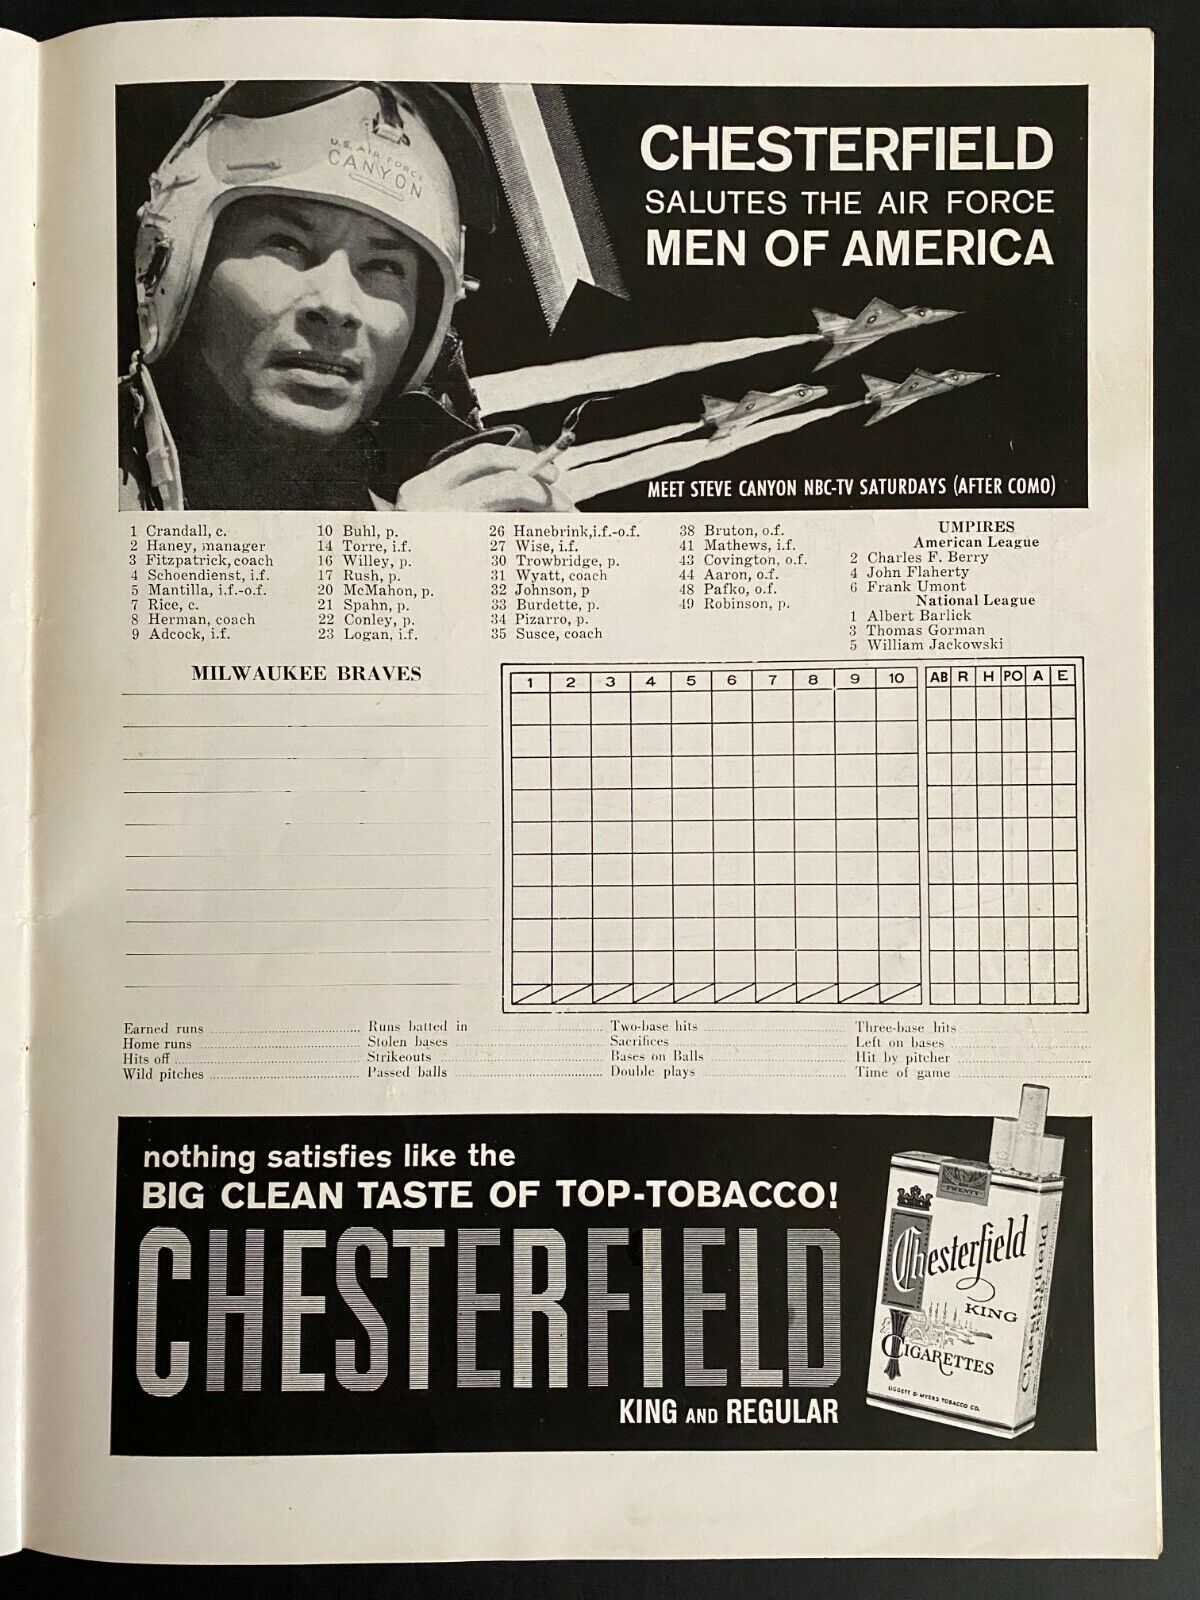 U.S. AIR FORCE
CANYON
CHESTERFIELD
SALUTES THE AIR FORCE
MEN OF AMERICA
MEET STEVE CANYON NBC-TV SATURDAYS (AFTER COMO)
1 Crandall, c.
2 Haney, manager
3 Fitzpatrick, coach
4 Schoendienst, i.f.
5 Mantilla, i.f.-o.f.
7 Rice, c.
8 Herman, coach
9 Adcock, i.f.
10 Buhl, p.
14 Torre, i.f.
16 Willey, p.
17 Rush, p.
20 McMahon, p.
21 Spahn, p.
22 Conley, p.
23 Logan, i.f.
26 Hanebrink,i.f.-o.f.
27 Wise, i.f.
30 Trowbridge, p.
31 Wyatt, coach
32 Johnson, p
33 Burdette, p.
34 Pizarro, p.
35 Susce, coach
38 Bruton, o.f.
41 Mathews, i.f.
43 Covington, o.f.
44 Aaron, o.f.
48 Pafko, o.f.
49 Robinson, p.
UMPIRES
American League
2 Charles F. Berry
4 John Flaherty
6 Frank Umont
National League
1 Albert Barlick
3 Thomas Gorman
5 William Jackowski
MILWAUKEE BRAVES
1 2 3 4 5 6 7 8 9 10 AB R H PO A E
Earned runs Runs batted in Two-base hits Three-base hits
Home runs Stolen bases Sacrifices Left on bases
Hits off Strikeouts Bases on Balls Hit by pitcher
Wild pitches Passed balls Double plays Time of game
nothing satisfies like the
BIG CLEAN TASTE OF TOP-TOBACCO!
CHESTERFIELD
KING AND REGULAR
TWENTY
Chesterfield
KING
CIGARETTES
LIGGETT & MYERS TOBACCO CO.
Chesterfield